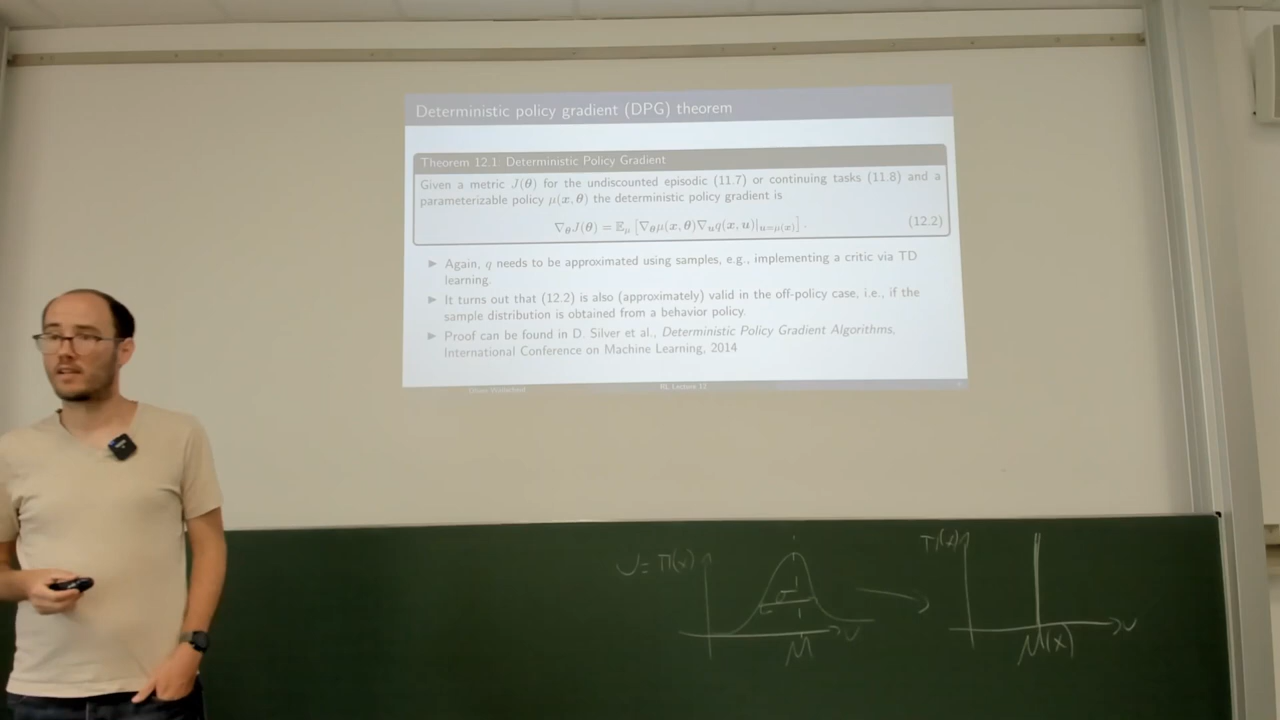 Deterministic policy gradient (DPG) theorem
Theorem 12.1: Deterministic Policy Gradient
Given a metric J(θ) for the undiscounted episodic (11.7) or continuing tasks (11.8) and a
parameterizable policy μ(x, θ) the deterministic policy gradient is
∇θJ(θ) = 𝔼μ [∇θμ(x, θ)∇uq(x, u)|u=μ(x)] . (12.2)
▶ Again, q needs to be approximated using samples, e.g., implementing a critic via TD
learning.
▶ It turns out that (12.2) is also (approximately) valid in the off-policy case, i.e., if the
sample distribution is obtained from a behavior policy.
▶ Proof can be found in D. Silver et al., Deterministic Policy Gradient Algorithms,
International Conference on Machine Learning, 2014
RL Lecture 12
U = π(x)
σ
μ
U
π(x)
μ(x)
U